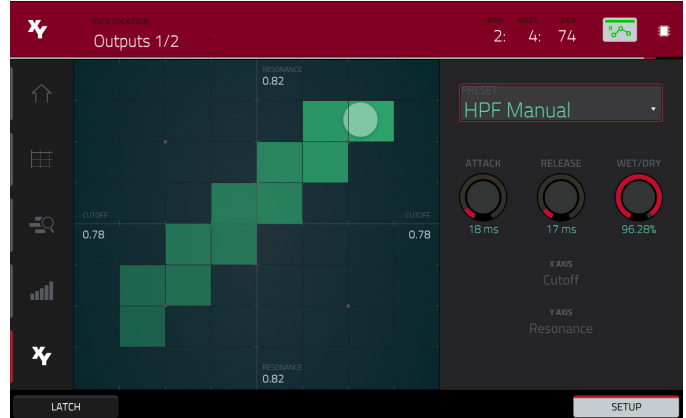 XY
XYFX LOCATION
Outputs 1/2
BAR BEAT TICK
2: 4: 74
RESONANCE
0.82
PRESET
HPF Manual
ATTACK RELEASE WET/DRY
18 ms 17 ms 96.28%
CUTOFF CUTOFF
0.78 0.78
X AXIS
Cutoff
Y AXIS
Resonance
XY
RESONANCE
0.82
LATCH SETUP